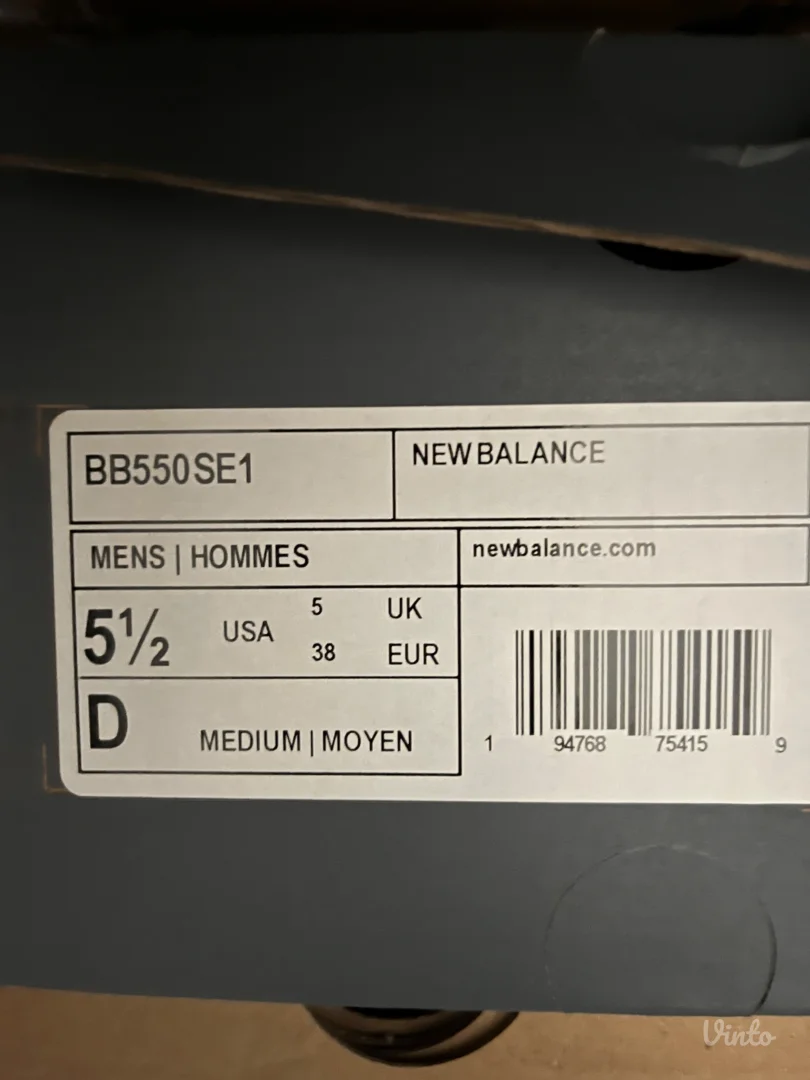 BB550SE1
NEW BALANCE
MENS | HOMMES
newbalance.com
5½ USA 5 UK
38 EUR
D MEDIUM | MOYEN
1 94768 75415 9
Vinto